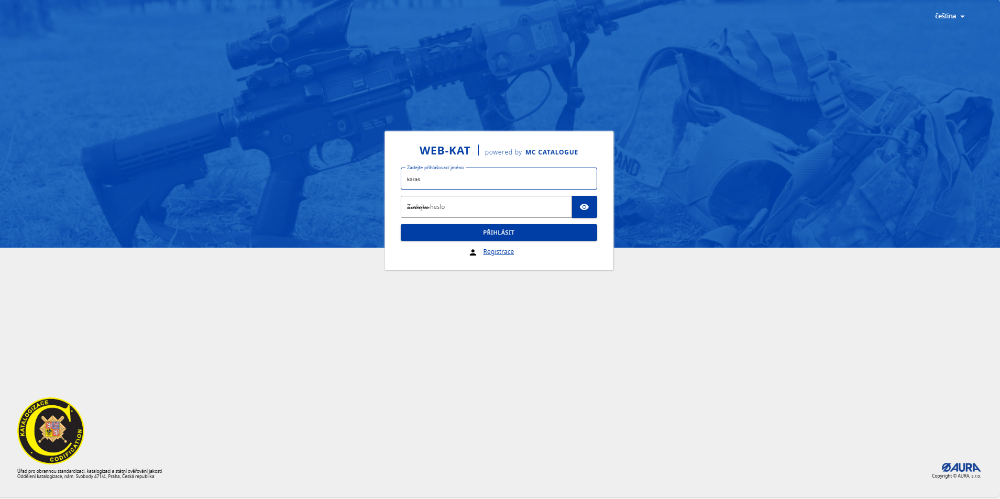 čeština
WEB-KAT powered by MC CATALOGUE
Zadejte přihlašovací jméno
karas
Zadejte heslo
PŘIHLÁSIT
Registrace
KATALOGIZACE
C
CODIFICATION
Úřad pro obrannou standardizaci, katalogizaci a státní ověřování jakosti
Oddělení katalogizace, nám. Svobody 471/4, Praha, Česká republika
AURA
Copyright © AURA, s.r.o.